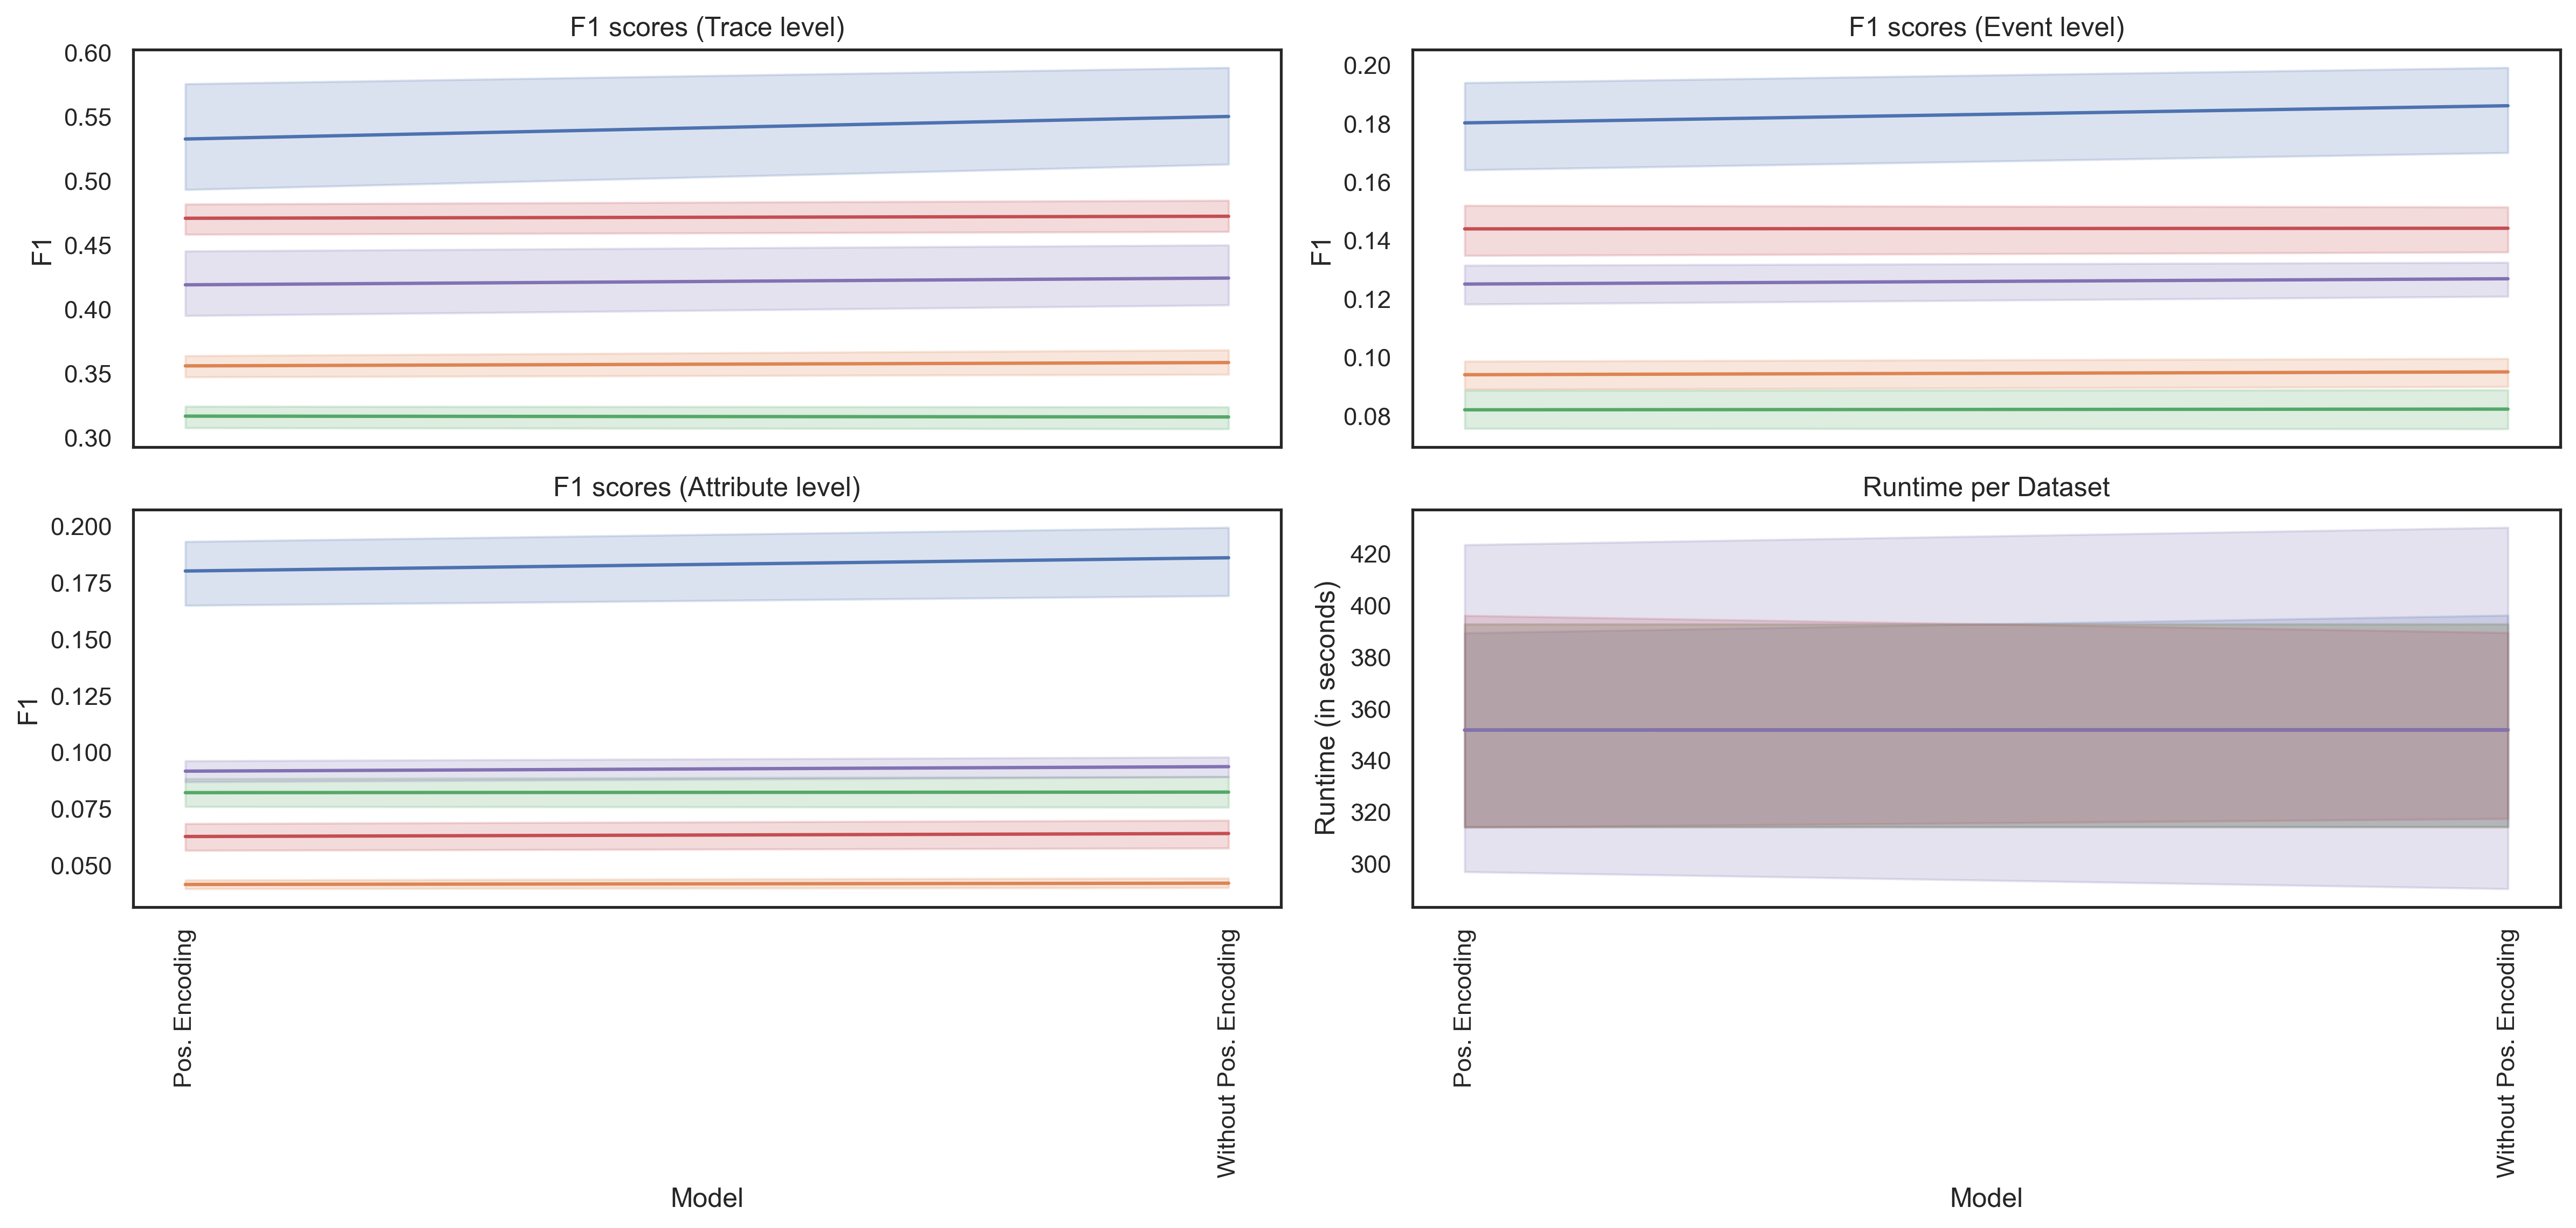 F1 scores (Trace level)
0.60
0.55
0.50
0.45
0.40
0.35
0.30
F1
F1 scores (Event level)
0.20
0.18
0.16
0.14
0.12
0.10
0.08
F1
F1 scores (Attribute level)
0.200
0.175
0.150
0.125
0.100
0.075
0.050
F1
Pos. Encoding
Without Pos. Encoding
Model
Runtime per Dataset
420
400
380
360
340
320
300
Runtime (in seconds)
Pos. Encoding
Without Pos. Encoding
Model